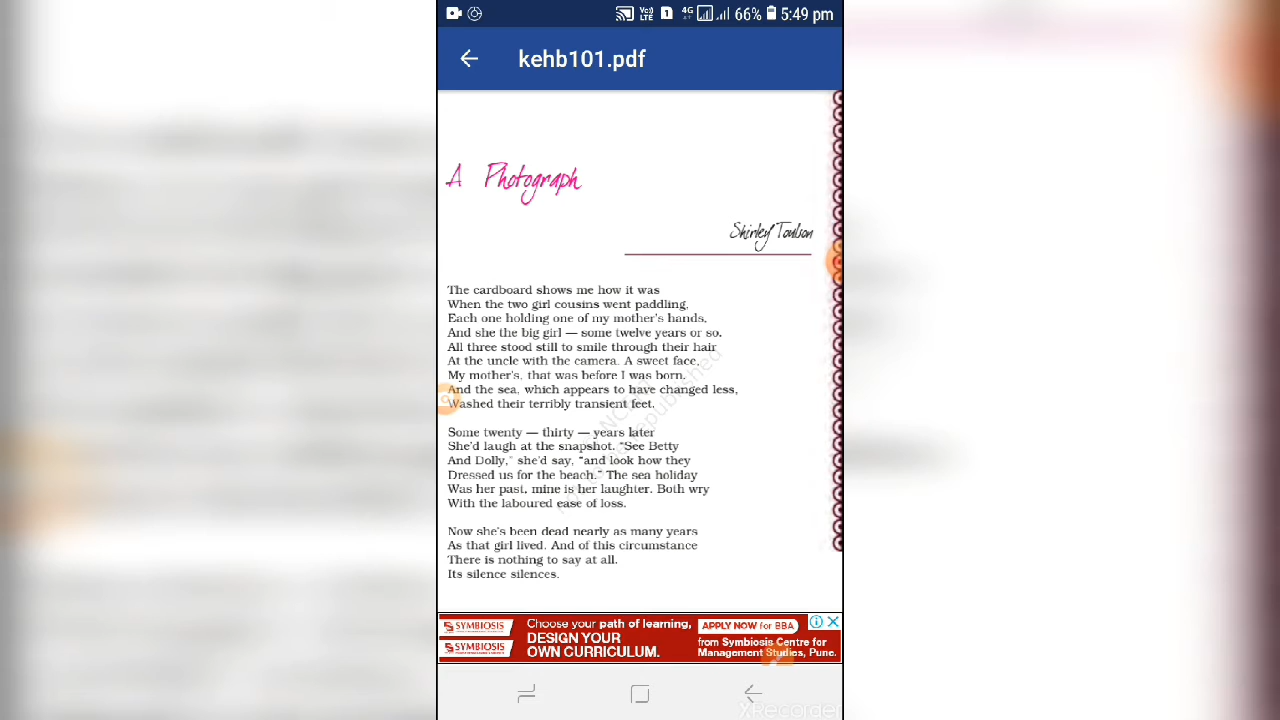 4G 66% 5:49 pm
kehb101.pdf
A Photograph
Shirley Toulson
The cardboard shows me how it was
When the two girl cousins went paddling,
Each one holding one of my mother's hands,
And she the big girl — some twelve years or so.
All three stood still to smile through their hair
At the uncle with the camera. A sweet face,
My mother's, that was before I was born.
And the sea, which appears to have changed less,
Washed their terribly transient feet.
Some twenty — thirty — years later
She'd laugh at the snapshot. “See Betty
And Dolly,” she'd say, “and look how they
Dressed us for the beach.” The sea holiday
Was her past, mine is her laughter. Both wry
With the laboured ease of loss.
Now she's been dead nearly as many years
As that girl lived. And of this circumstance
There is nothing to say at all.
Its silence silences.
SYMBIOSIS
SYMBIOSIS
Choose your path of learning,
DESIGN YOUR
OWN CURRICULUM.
APPLY NOW for BBA
from Symbiosis Centre for
Management Studies, Pune.
XRecorder